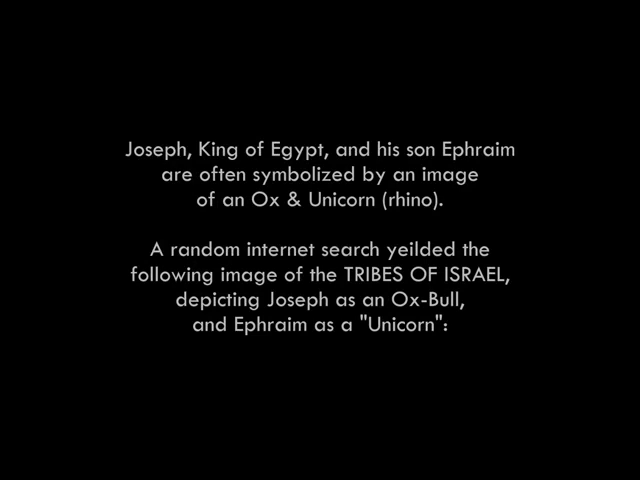 Joseph, King of Egypt, and his son Ephraim
are often symbolized by an image
of an Ox & Unicorn (rhino).
A random internet search yeilded the
following image of the TRIBES OF ISRAEL,
depicting Joseph as an Ox-Bull,
and Ephraim as a "Unicorn":